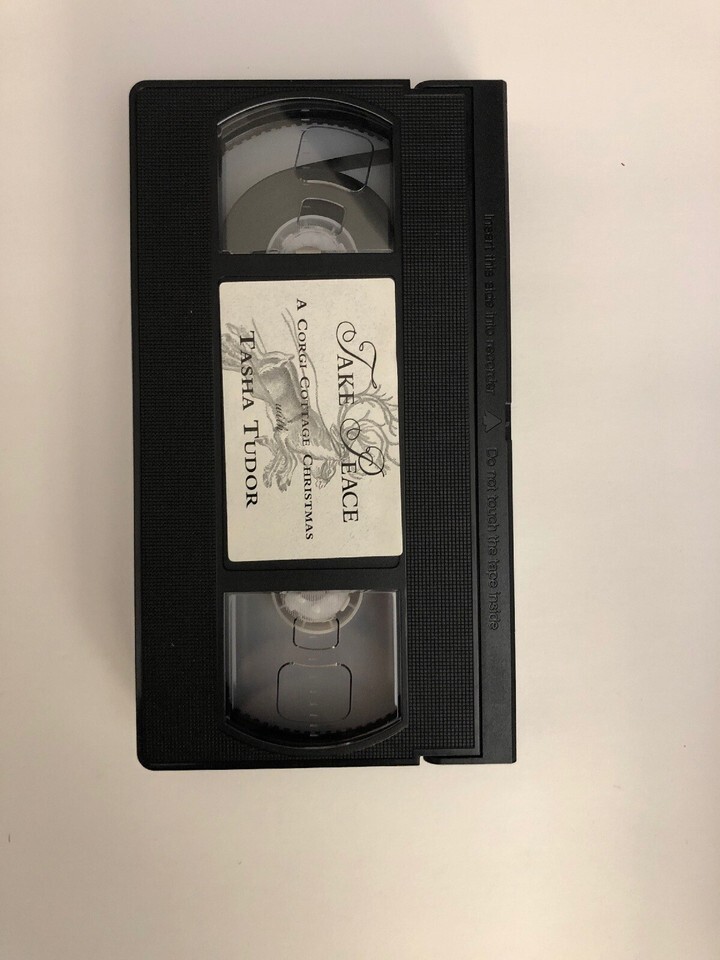 Insert this side into recorder ▲ Do not touch the tape inside
TAKE PEACE
A CORGI COTTAGE CHRISTMAS
with
TASHA TUDOR